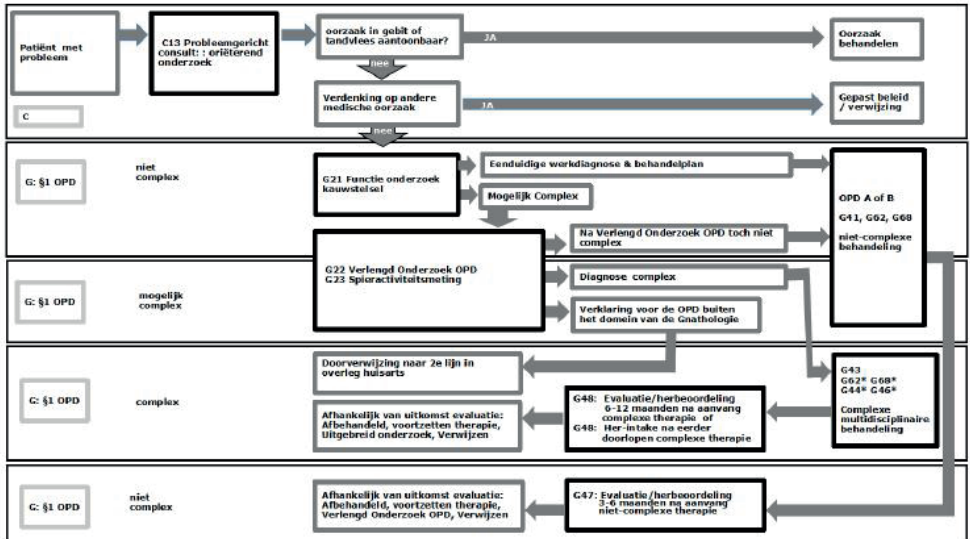 Patiënt met
probleem
C13 Probleemgericht
consult: : oriëterend
onderzoek
oorzaak in gebit of
tandvlees aantoonbaar?
JA
Oorzaak
behandelen
nee
Verdenking op andere
medische oorzaak
JA
Gepast beleid
/ verwijzing
C
nee
G: §1 OPD
niet
complex
G21 Functie onderzoek
kauwstelsel
Eenduidige werkdiagnose & behandelplan
Mogelijk Complex
OPD A of B
G41, G62, G68
niet-complexe
behandeling
Na Verlengd Onderzoek OPD toch niet
complex
G22 Verlengd Onderzoek OPD
G23 Spieractiviteitsmeting
G: §1 OPD
mogelijk
complex
Diagnose complex
Verklaring voor de OPD buiten
het domein van de Gnathologie
Doorverwijzing naar 2e lijn in
overleg huisarts
G43
G62* G68*
G44* G46*
Complexe
multidisciplinaire
behandeling
G: §1 OPD
complex
Afhankelijk van uitkomst evaluatie:
Afbehandeld, voortzetten therapie,
Uitgebreid onderzoek, Verwijzen
G48: Evaluatie/herbeoordeling
6-12 maanden na aanvang
complexe therapie of
G48: Her-intake na eerder
doorlopen complexe therapie
G: §1 OPD
niet
complex
Afhankelijk van uitkomst evaluatie:
Afbehandeld, voortzetten therapie,
Verlengd Onderzoek OPD, Verwijzen
G47: Evaluatie/herbeoordeling
3-6 maanden na aanvang
niet-complexe therapie